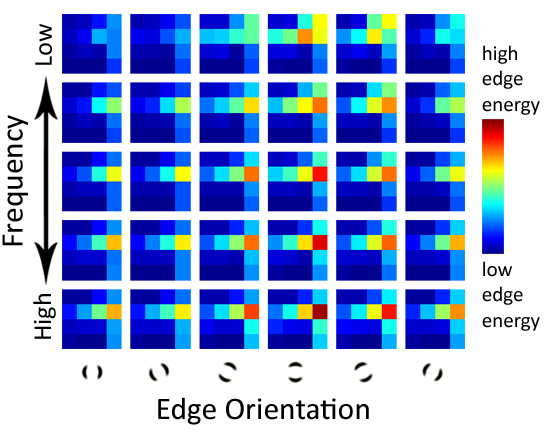 Low
Frequency
High
high
edge
energy
low
edge
energy
Edge Orientation